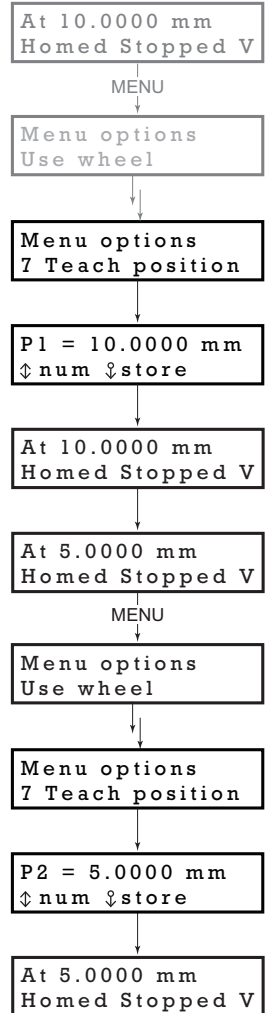 At 10.0000 mm
Homed Stopped V
MENU
Menu options
Use wheel
Menu options
7 Teach position
P1 = 10.0000 mm
⇕ num ⚓store
At 10.0000 mm
Homed Stopped V
At 5.0000 mm
Homed Stopped V
MENU
Menu options
Use wheel
Menu options
7 Teach position
P2 = 5.0000 mm
⇕ num ⚓store
At 5.0000 mm
Homed Stopped V